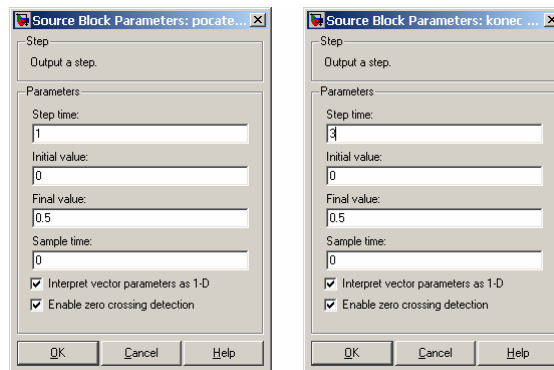 Source Block Parameters: pocate...
Step
Output a step.
Parameters
Step time:
1
Initial value:
0
Final value:
0.5
Sample time:
0
Interpret vector parameters as 1-D
Enable zero crossing detection
OK
Cancel
Help
Source Block Parameters: konec ...
Step
Output a step.
Parameters
Step time:
3
Initial value:
0
Final value:
0.5
Sample time:
0
Interpret vector parameters as 1-D
Enable zero crossing detection
OK
Cancel
Help